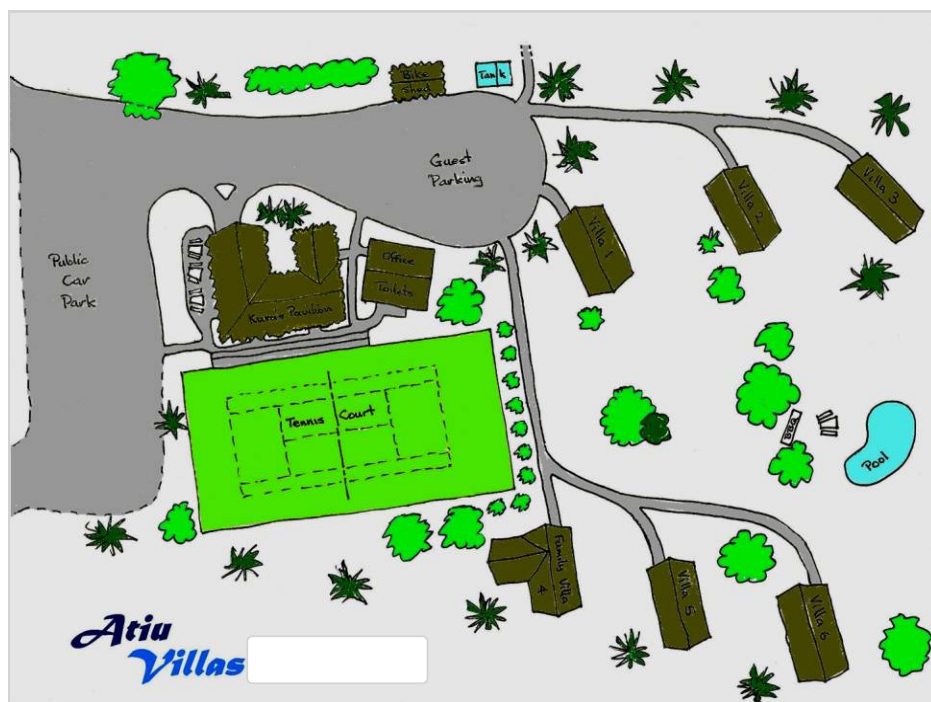 Bike
Shed
Tank
Guest
Parking
Villa 1
Villa 2
Villa 3
Public
Car
Park
Office
Toilets
Kura's Pavilion
Tennis Court
BBQ
Pool
Family Villa
4
Villa 5
Villa 6
Atiu
Villas